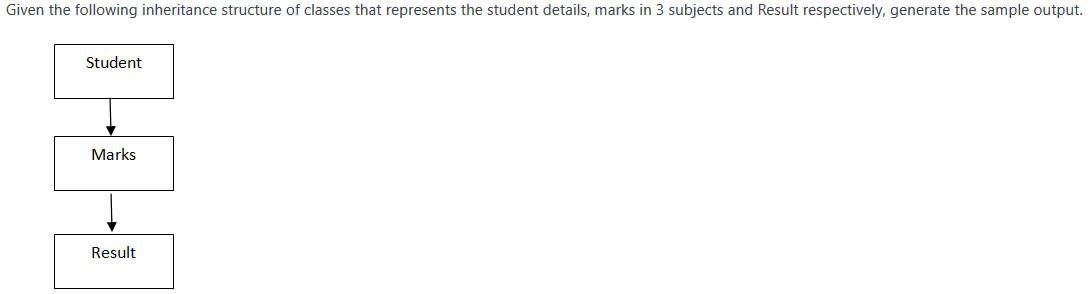 Given the following inheritance structure of classes that represents the student details, marks in 3 subjects and Result respectively, generate the sample output.
Student
Marks
Result